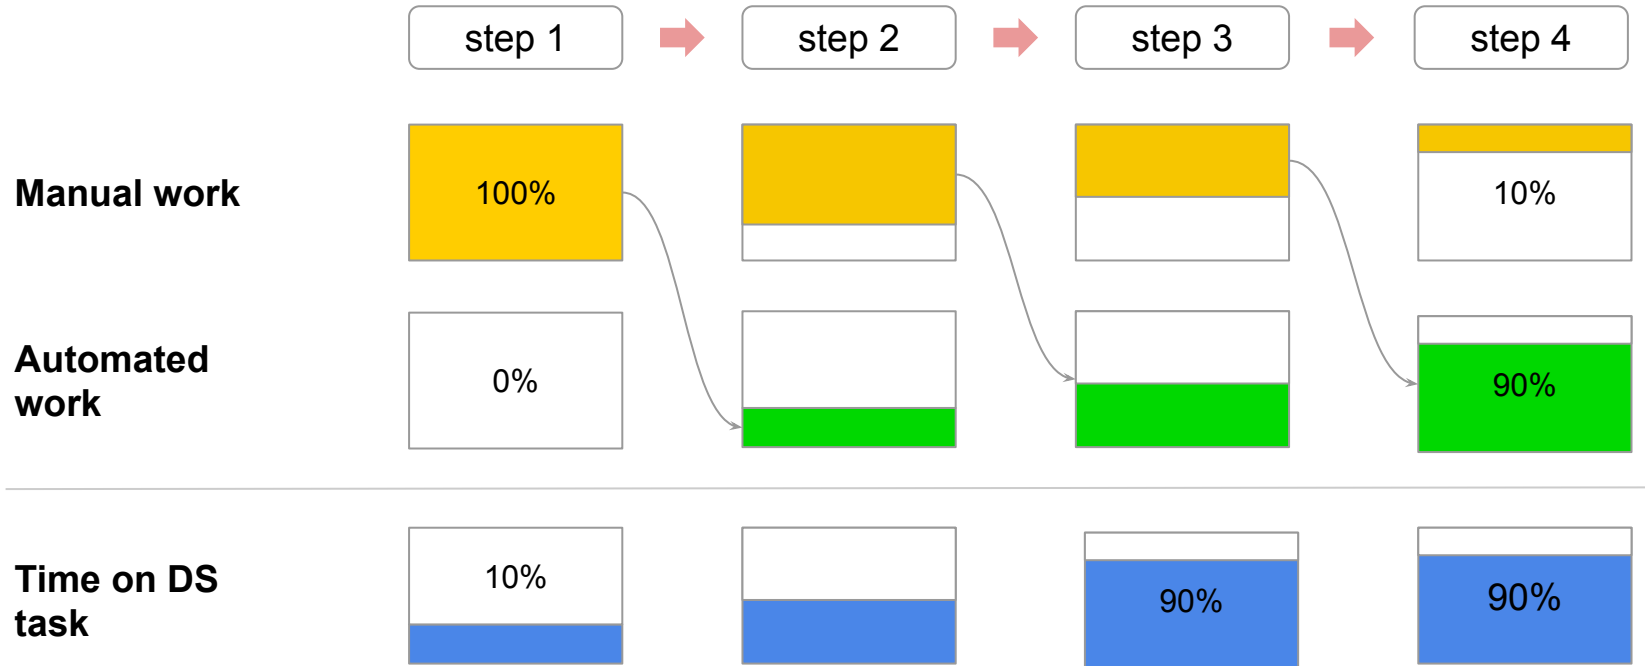 step 1
step 2
step 3
step 4
Manual work
100%
10%
Automated
work
0%
90%
Time on DS
task
10%
90%
90%